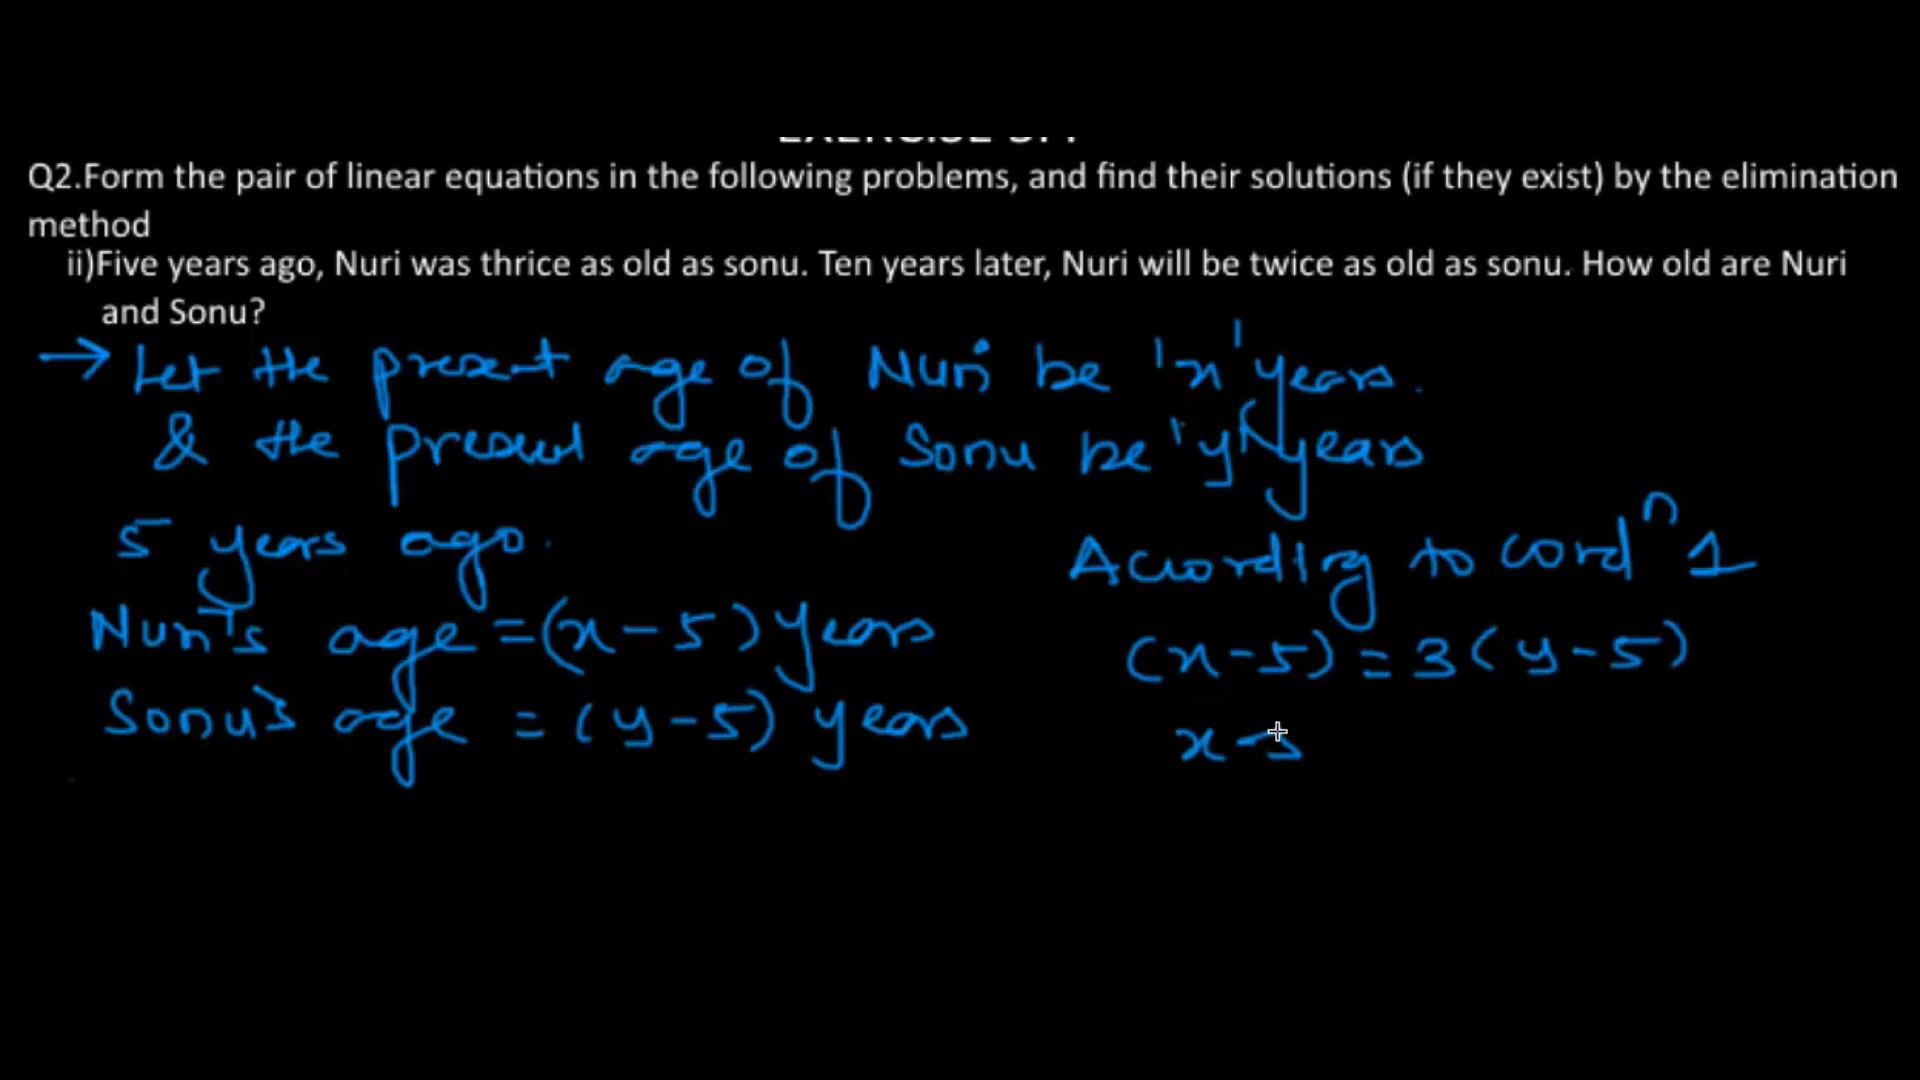 Q2.Form the pair of linear equations in the following problems, and find their solutions (if they exist) by the elimination
method
ii)Five years ago, Nuri was thrice as old as sonu. Ten years later, Nuri will be twice as old as sonu. How old are Nuri
and Sonu?
→ Let the present age of Nuri be 'x' years.
& the present age of Sonu be 'y' years
5 years ago.
Nuri's age = (x-5) years
Sonu's age = (y-5) years
Acording to condⁿ 1
(x-5) = 3(y-5)
x-5